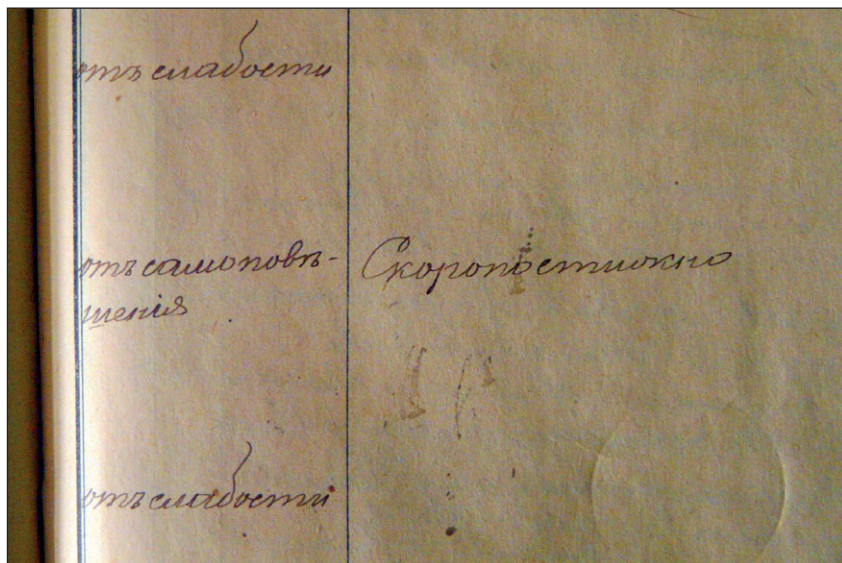 отъ слабости
отъ самоповѣ- Скоропостижно
шенія
отъ слабости